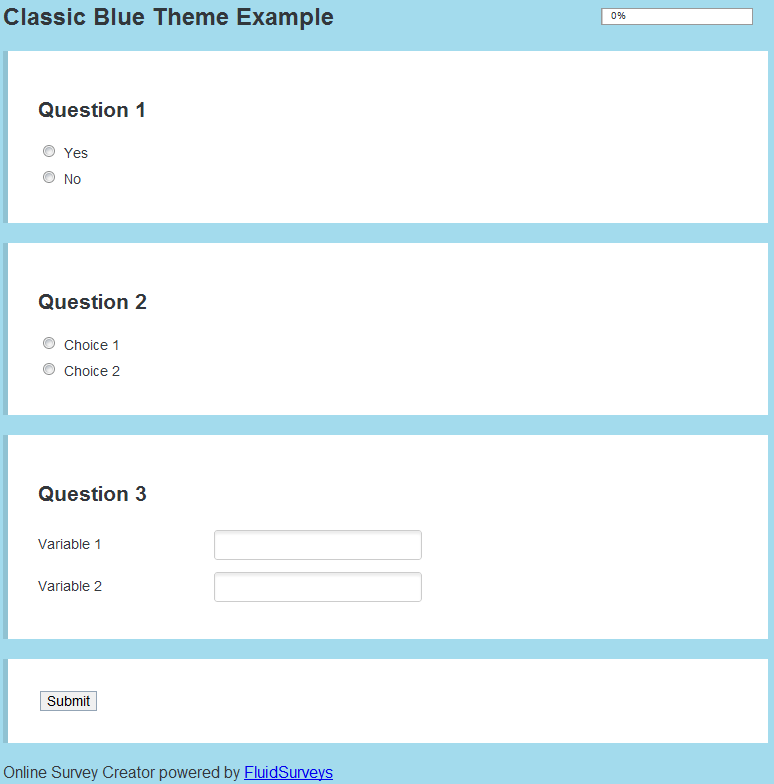 Classic Blue Theme Example
0%
Question 1
Yes
No
Question 2
Choice 1
Choice 2
Question 3
Variable 1
Variable 2
Submit
Online Survey Creator powered by FluidSurveys